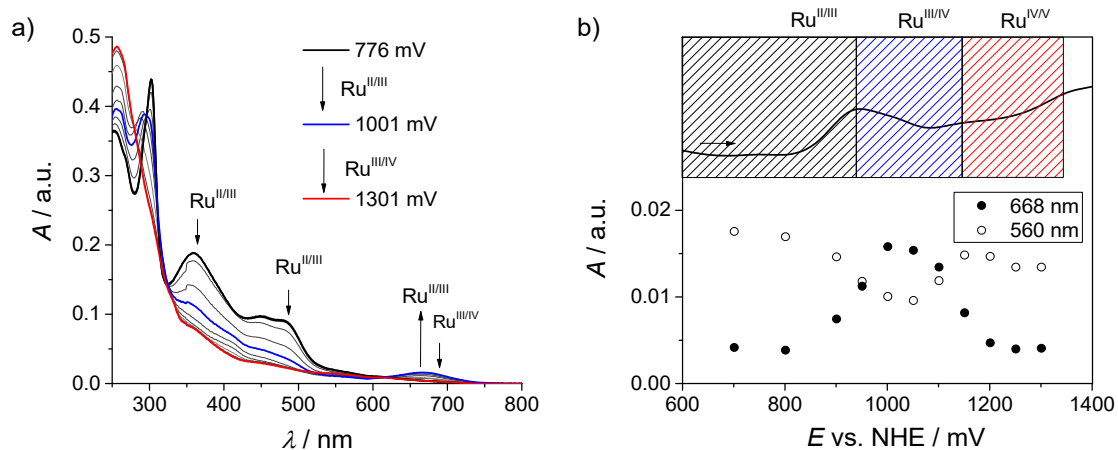 a)
776 mV
Ru^II/III
1001 mV
Ru^III/IV
1301 mV
Ru^II/III
Ru^II/III
Ru^II/III
Ru^III/IV
0.5
0.4
0.3
0.2
0.1
0.0
A / a.u.
300 400 500 600 700 800
λ / nm
b)
Ru^II/III Ru^III/IV Ru^IV/V
668 nm
560 nm
0.02
0.01
0.00
A / a.u.
600 800 1000 1200 1400
E vs. NHE / mV